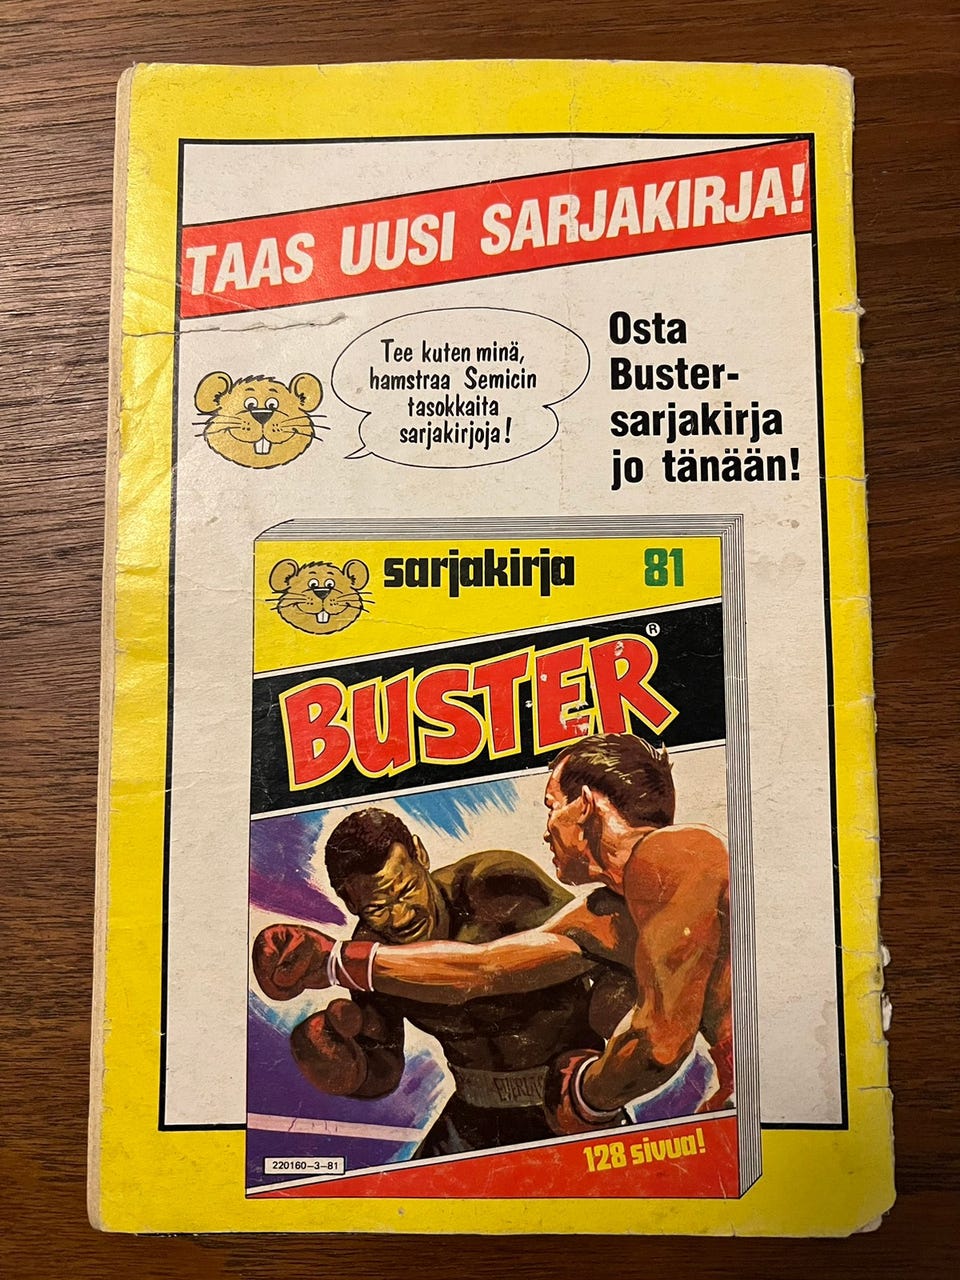 TAAS UUSI SARJAKIRJA!
Tee kuten minä,
hamstraa Semicin
tasokkaita
sarjakirjoja!
Osta
Buster-
sarjakirja
jo tänään!
sarjakirja 81
BUSTER®
EVERLAS
128 sivua!
220160-3-81